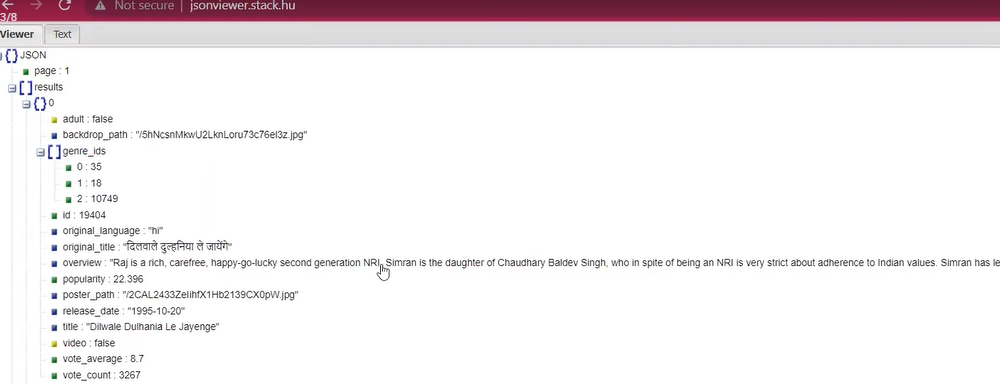 3/8
Not secure | jsonviewer.stack.hu
Viewer Text
JSON
page : 1
results
0
adult : false
backdrop_path : "/5hNcsnMkwU2LknLoru73c76el3z.jpg"
genre_ids
0 : 35
1 : 18
2 : 10749
id : 19404
original_language : "hi"
original_title : "दिलवाले दुल्हनिया ले जायेंगे"
overview : "Raj is a rich, carefree, happy-go-lucky second generation NRI. Simran is the daughter of Chaudhary Baldev Singh, who in spite of being an NRI is very strict about adherence to Indian values. Simran has le
popularity : 22.396
poster_path : "/2CAL2433ZeIihfX1Hb2139CX0pW.jpg"
release_date : "1995-10-20"
title : "Dilwale Dulhania Le Jayenge"
video : false
vote_average : 8.7
vote_count : 3267